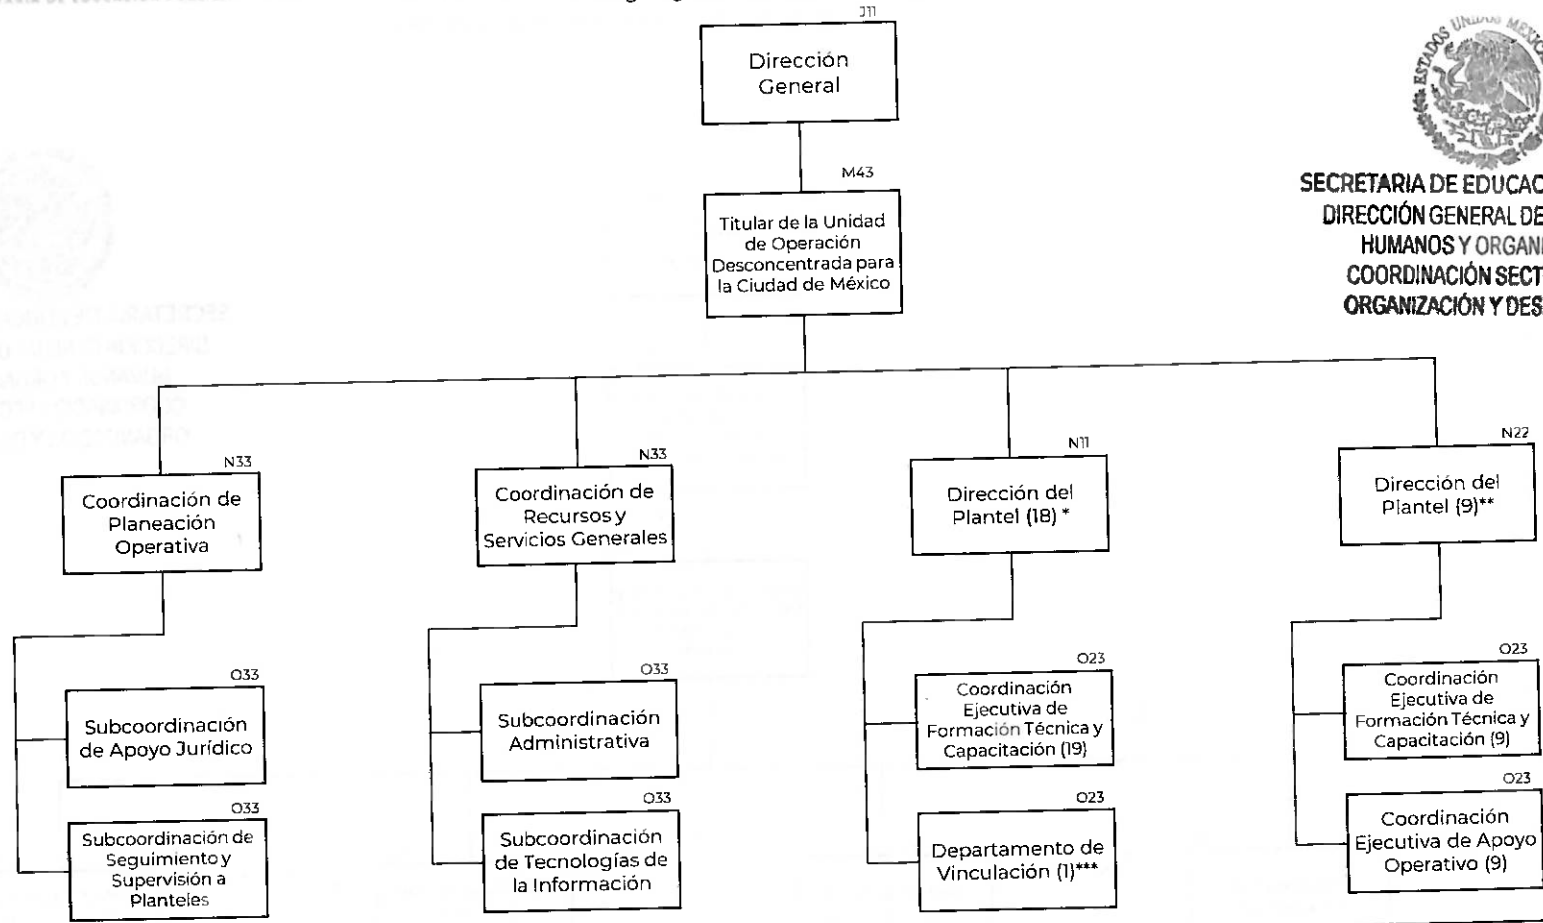 J11
Dirección
General
M43
Titular de la Unidad
de Operación
Desconcentrada para
la Ciudad de México
ESTADOS UNIDOS
SECRETARIA DE
DIRECCIÓN GENERAL DE
HUMANOS Y
COORDINACIÓN
ORGANIZACIÓN Y
N33
Coordinación de
Planeación
Operativa
O33
Subcoordinación
de Apoyo Jurídico
O33
Subcoordinación de
Seguimiento y
Supervisión a
Planteles
N33
Coordinación de
Recursos y
Servicios Generales
O33
Subcoordinación
Administrativa
O33
Subcoordinación
de Tecnologías de
la Información
N11
Dirección del
Plantel (18) *
O23
Coordinación
Ejecutiva de
Formación Técnica y
Capacitación (19)
O23
Departamento de
Vinculación (1)***
N22
Dirección del
Plantel (9)**
O23
Coordinación
Ejecutiva de
Formación Técnica y
Capacitación (9)
O23
Coordinación
Ejecutiva de Apoyo
Operativo (9)